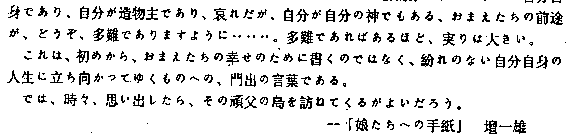 身であり、自分が造物主であり、哀れだが、自分が自分の神でもある、おまえたちの前途
が、どうぞ、多難でありますように‥‥‥。多難であればあるほど、実りは大きい。
これは、初めから、おまえたちの幸せのために書くのではなく、紛れのない自分自身の
人生に立ち向かってゆくものへの、門出の言葉である。
では、時々、思い出したら、その頑父の島を訪ねてくるがよいだろう。
--「娘たちへの手紙」 壇一雄